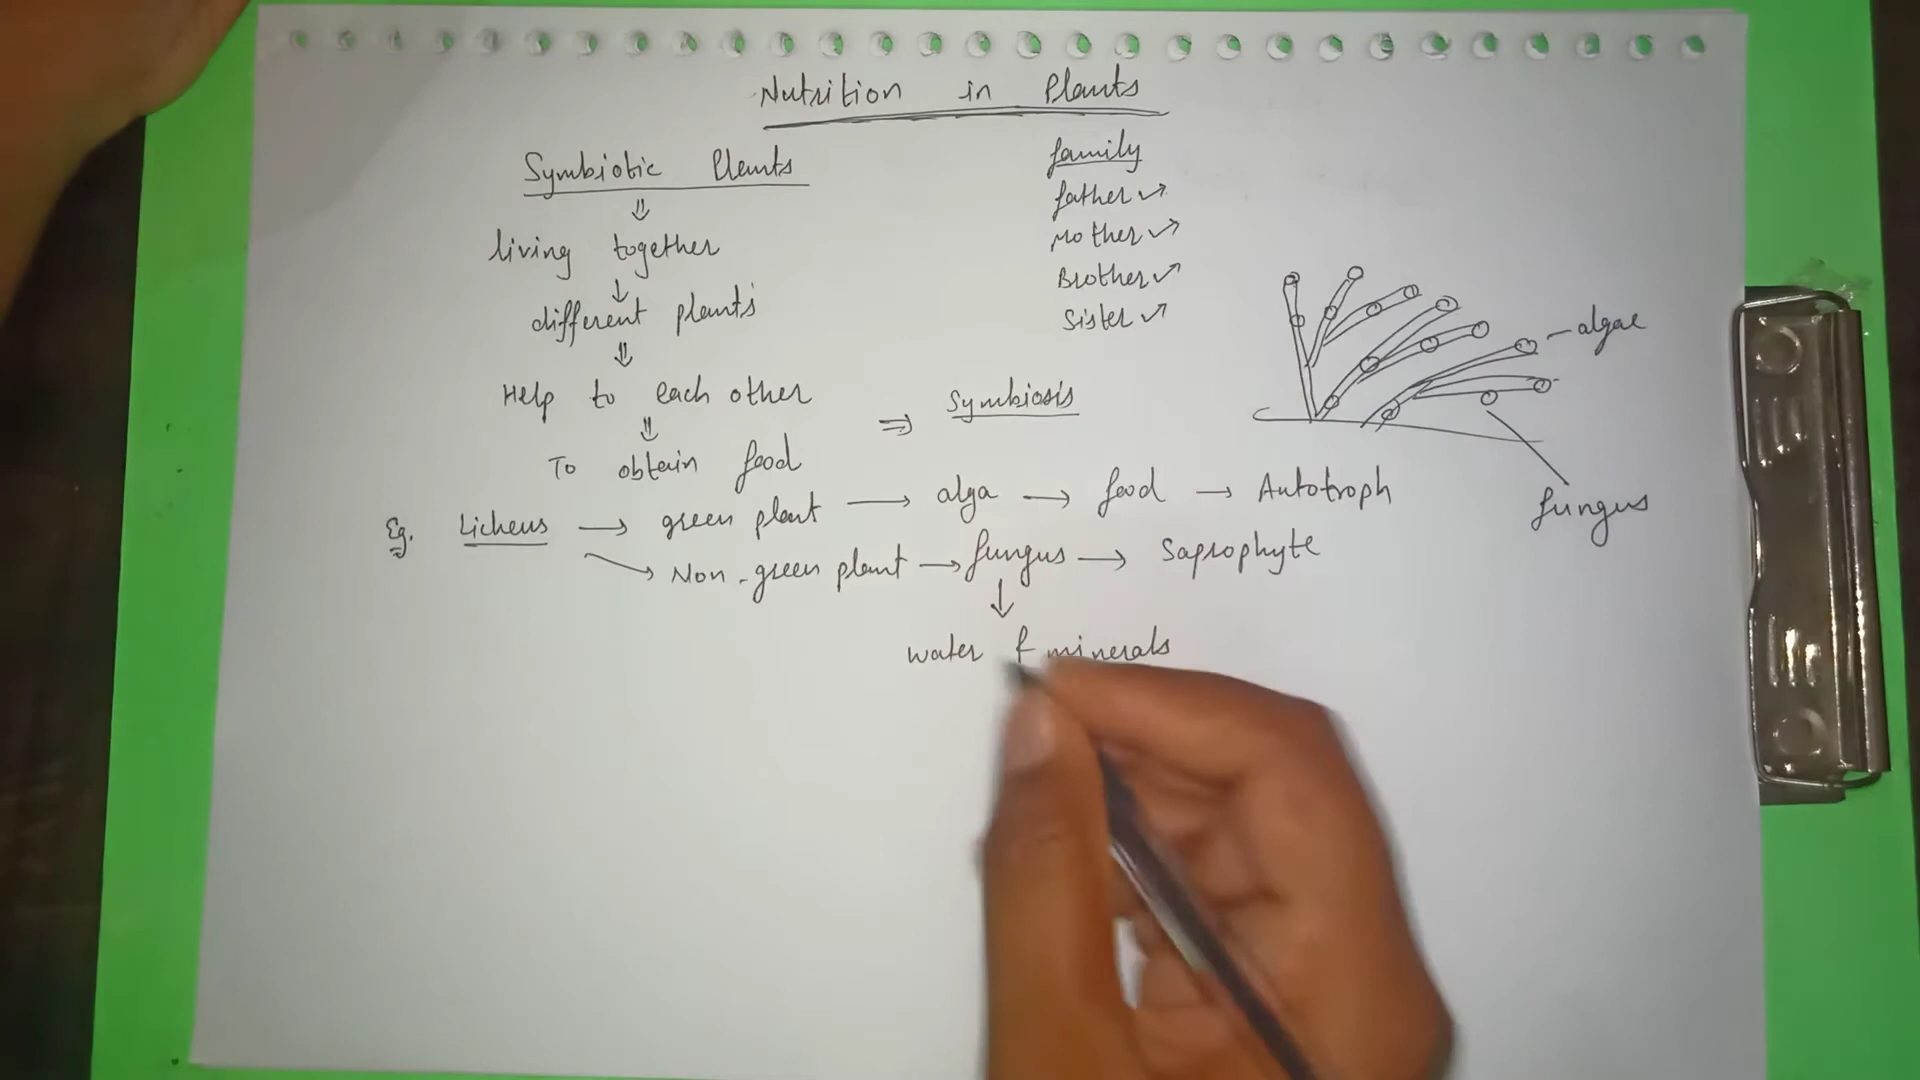 Nutrition in Plants
Symbiotic Plants
⇓
living together
↓
different plants
⇓
Help to each other
⇓
To obtain food
⇒ Symbiosis
family
father ✓
Mother ✓
Brother ✓
Sister ✓
algae
fungus
Eg. Lichens → green plant → alga → food → Autotroph
→ Non-green plant → fungus → Saprophyte
↓
water & minerals